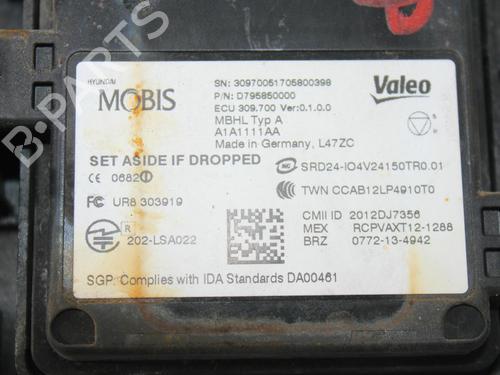 HYUNDAI
MOBIS
SN: 30970051705800398
P/N: D795850000
ECU 309.700 Ver:0.1.0.0
MBHL Typ A
A1A1111AA
Made in Germany, L47ZC
Valeo
SET ASIDE IF DROPPED
CE 0682
UR8 303919
R
202-LSA022
SRD24-IO4V24150TR0.01
TWN CCAB12LP4910T0
CMII ID 2012DJ7356
MEX RCPVAXT12-1288
BRZ 0772-13-4942
SGP: Complies with IDA Standards DA00461
B-PARTS